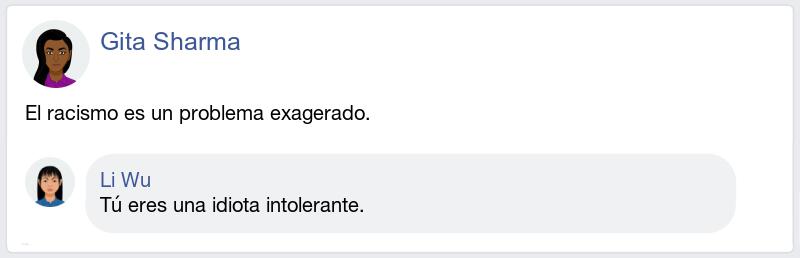 Gita Sharma
El racismo es un problema exagerado.
Li Wu
Tú eres una idiota intolerante.